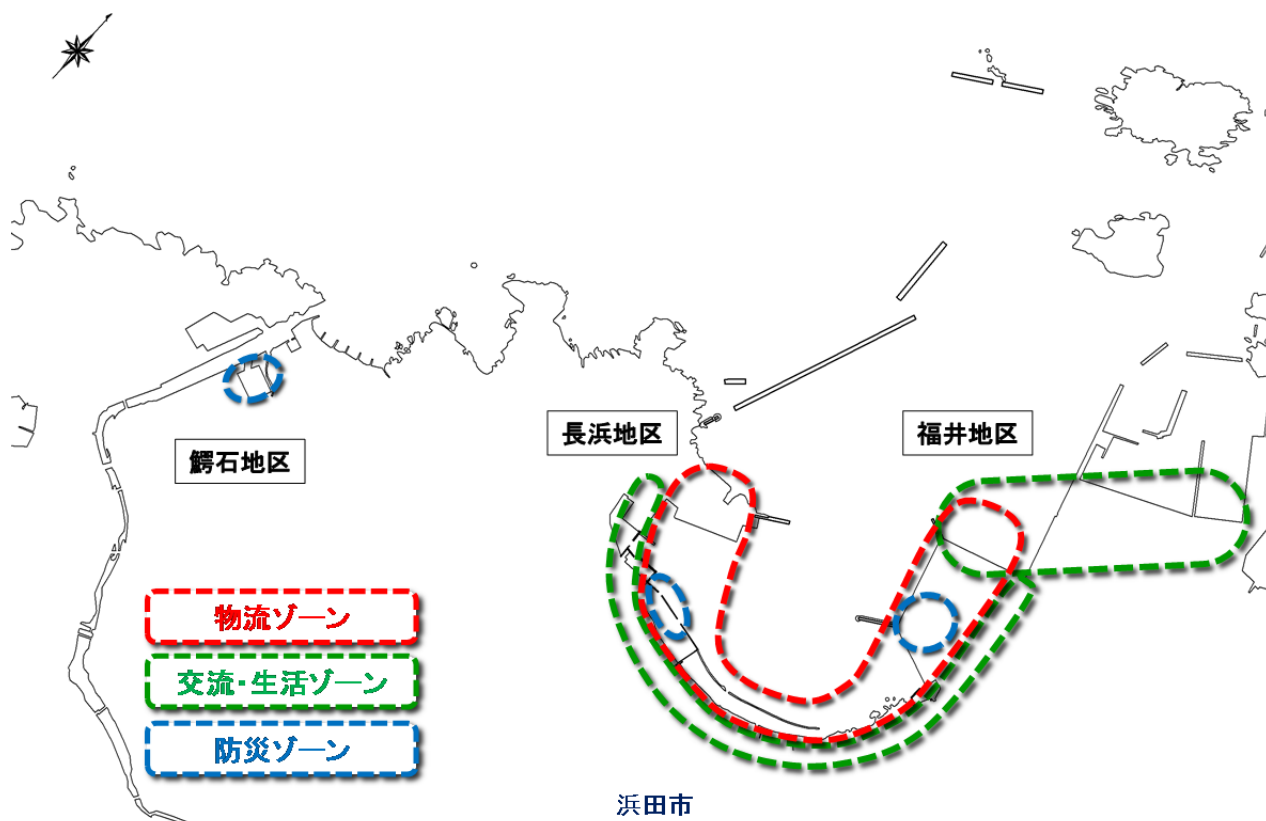 長浜地区
福井地区
鰐石地区
物流ゾーン
交流・生活ゾーン
防災ゾーン
浜田市